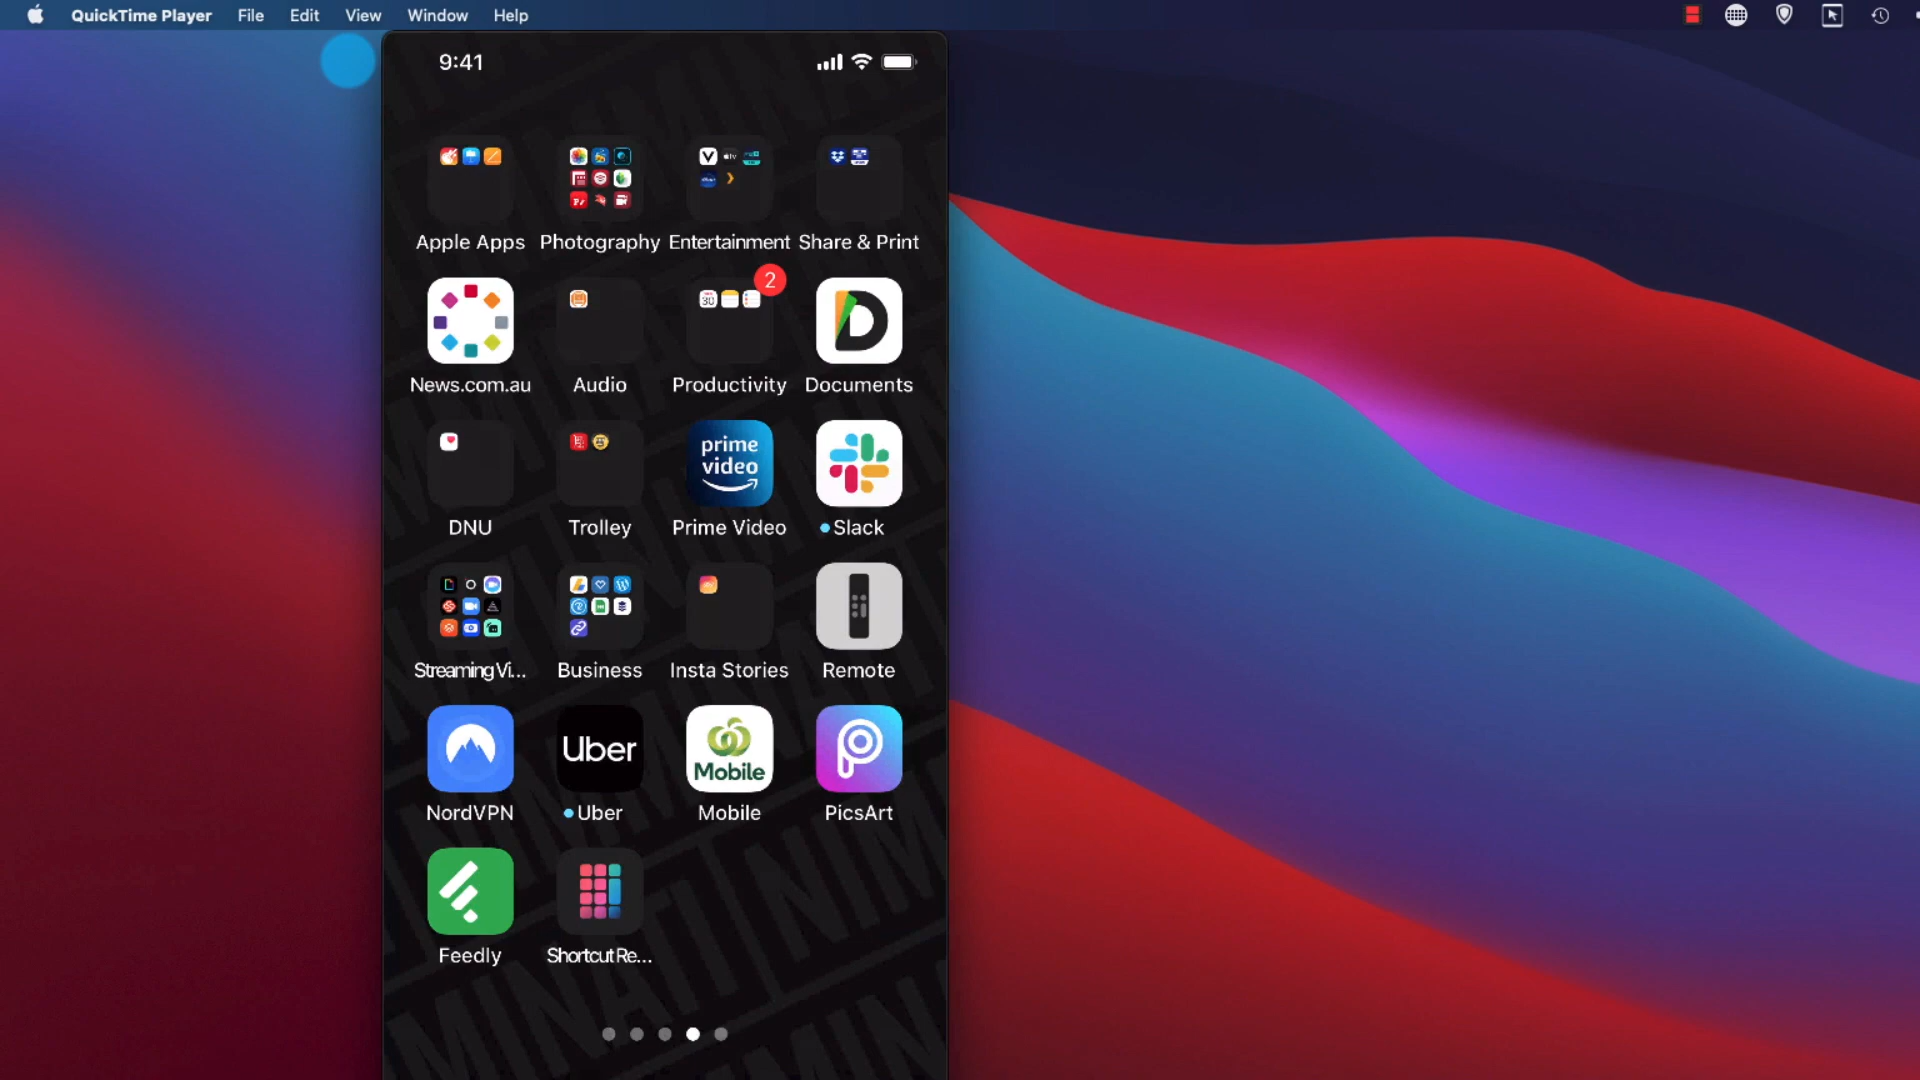 QuickTime Player File Edit View Window Help
9:41
Apple Apps Photography Entertainment Share & Print
2
30
News.com.au Audio Productivity Documents
prime
video
DNU Trolley Prime Video Slack
Streaming Vi... Business Insta Stories Remote
Uber
Mobile
NordVPN Uber Mobile PicsArt
Feedly Shortcut Re...